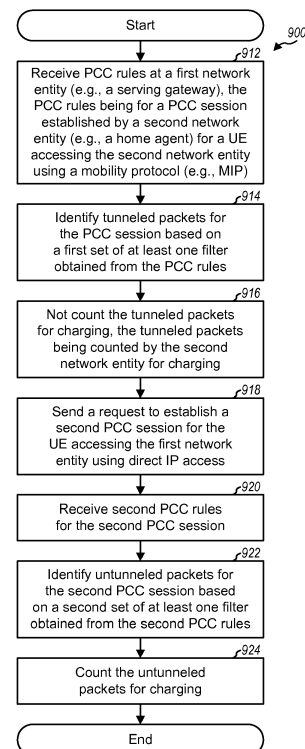 Start
900
912
Receive PCC rules at a first network
entity (e.g., a serving gateway), the
PCC rules being for a PCC session
established by a second network
entity (e.g., a home agent) for a UE
accessing the second network entity
using a mobility protocol (e.g., MIP)
914
Identify tunneled packets for
the PCC session based on
a first set of at least one filter
obtained from the PCC rules
916
Not count the tunneled packets
for charging, the tunneled packets
being counted by the second
network entity for charging
918
Send a request to establish a
second PCC session for the
UE accessing the first network
entity using direct IP access
920
Receive second PCC rules
for the second PCC session
922
Identify untunneled packets for
the second PCC session based
on a second set of at least one filter
obtained from the second PCC rules
924
Count the untunneled
packets for charging
End